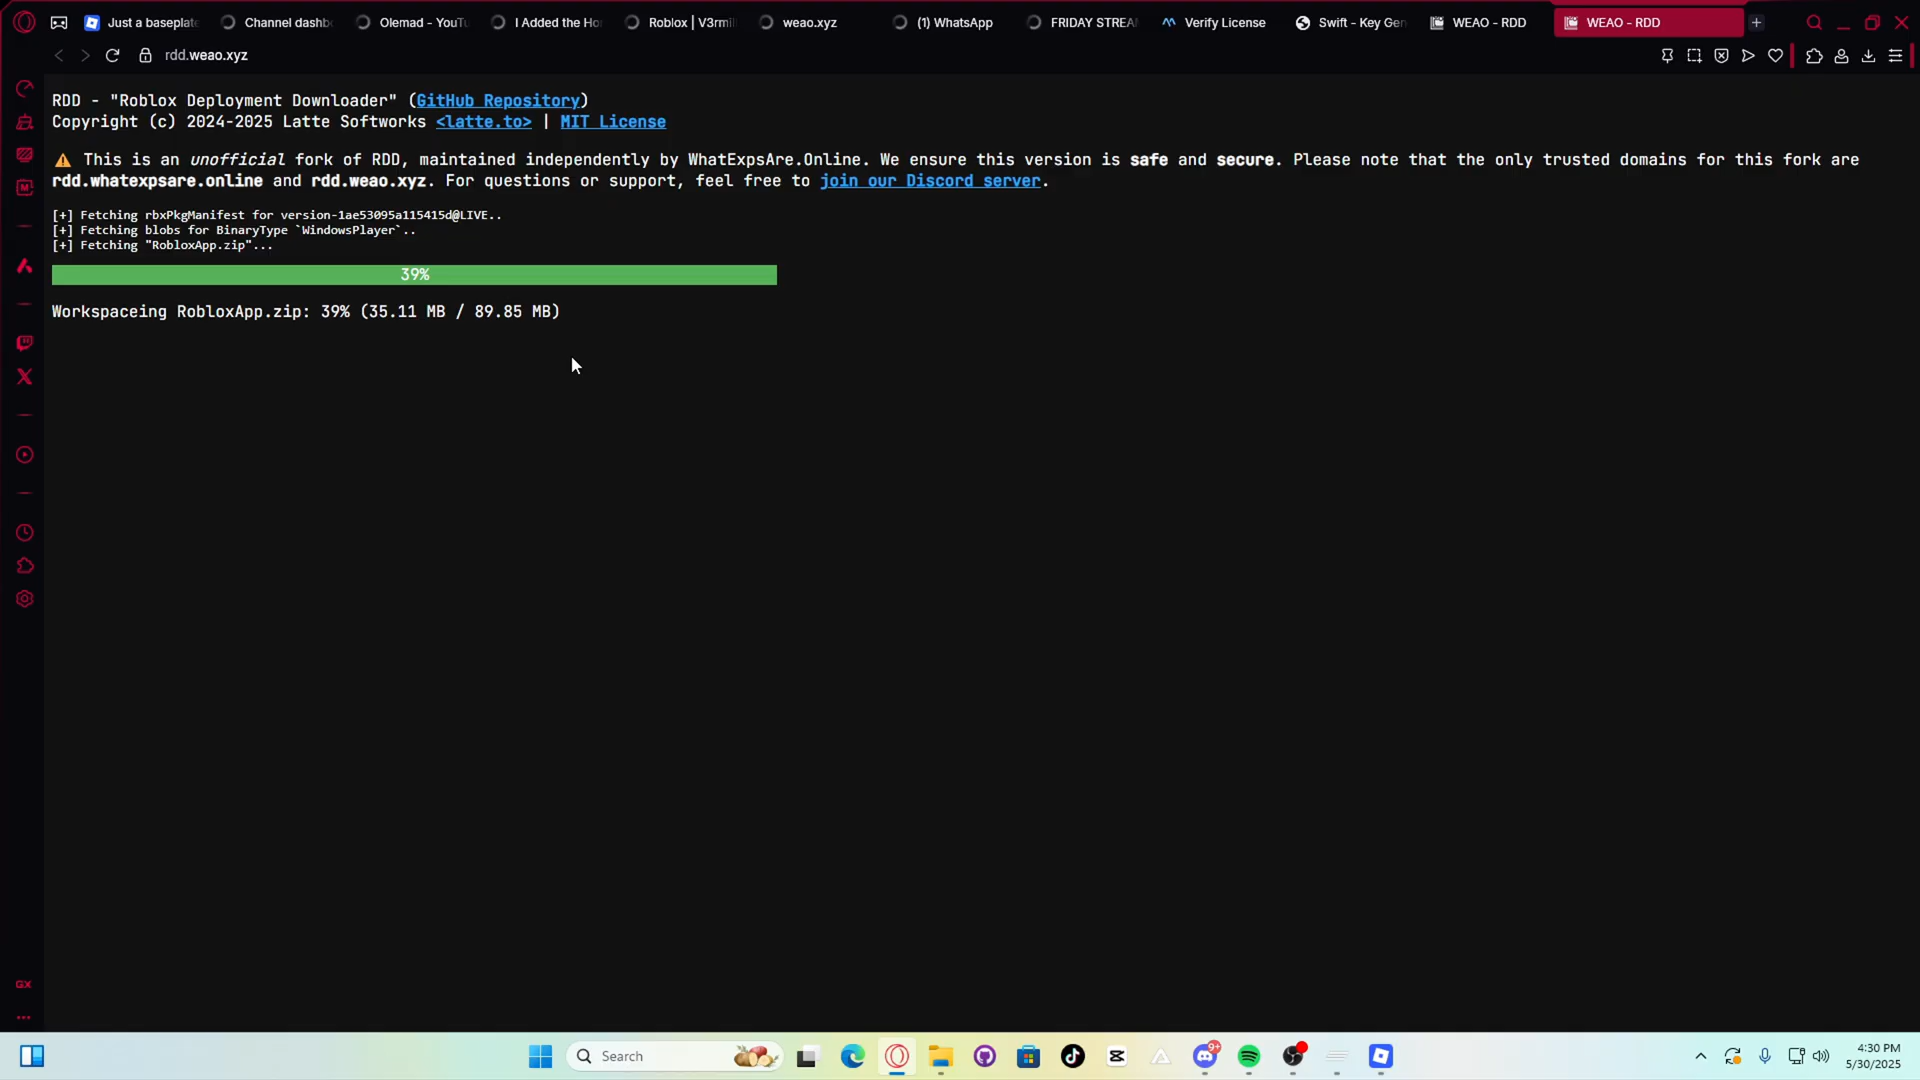 Just a baseplate
Channel dashb
Olemad - YouTu
I Added the Ho
Roblox | V3rmil
weao.xyz
(1) WhatsApp
FRIDAY STREA
Verify License
Swift - Key Gen
WEAO - RDD
WEAO - RDD
rdd.weao.xyz
RDD - "Roblox Deployment Downloader" (GitHub Repository)
Copyright (c) 2024-2025 Latte Softworks <latte.to> | MIT License
⚠ This is an unofficial fork of RDD, maintained independently by WhatExpsAre.Online. We ensure this version is safe and secure. Please note that the only trusted domains for this fork are
rdd.whatexpsare.online and rdd.weao.xyz. For questions or support, feel free to join our Discord server.
[+] Fetching rbxPkgManifest for version-1ae53095a115415d@LIVE..
[+] Fetching blobs for BinaryType `WindowsPlayer`..
[+] Fetching "RobloxApp.zip"...
39%
Workspaceing RobloxApp.zip: 39% (35.11 MB / 89.85 MB)
GX
Search
9+
4:30 PM
5/30/2025